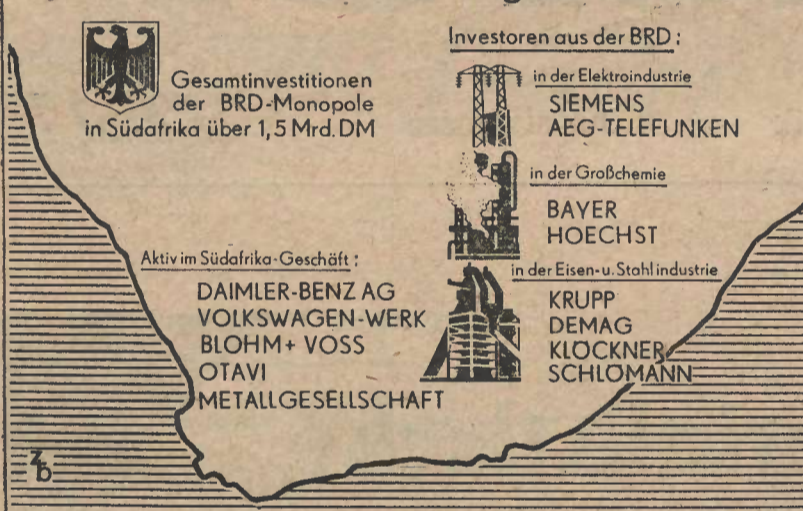 Gesamtinvestitionen
der BRD-Monopole
in Südafrika über 1,5 Mrd. DM
Investoren aus der BRD:
in der Elektroindustrie
SIEMENS
AEG-TELEFUNKEN
in der Großchemie
BAYER
HOECHST
in der Eisen- u. Stahlindustrie
KRUPP
DEMAG
KLÖCKNER
SCHLOMANN
Aktiv im Südafrika-Geschäft:
DAIMLER-BENZ AG
VOLKSWAGEN-WERK
BLOHM + VOSS
OTAVI
METALLGESELLSCHAFT
zb